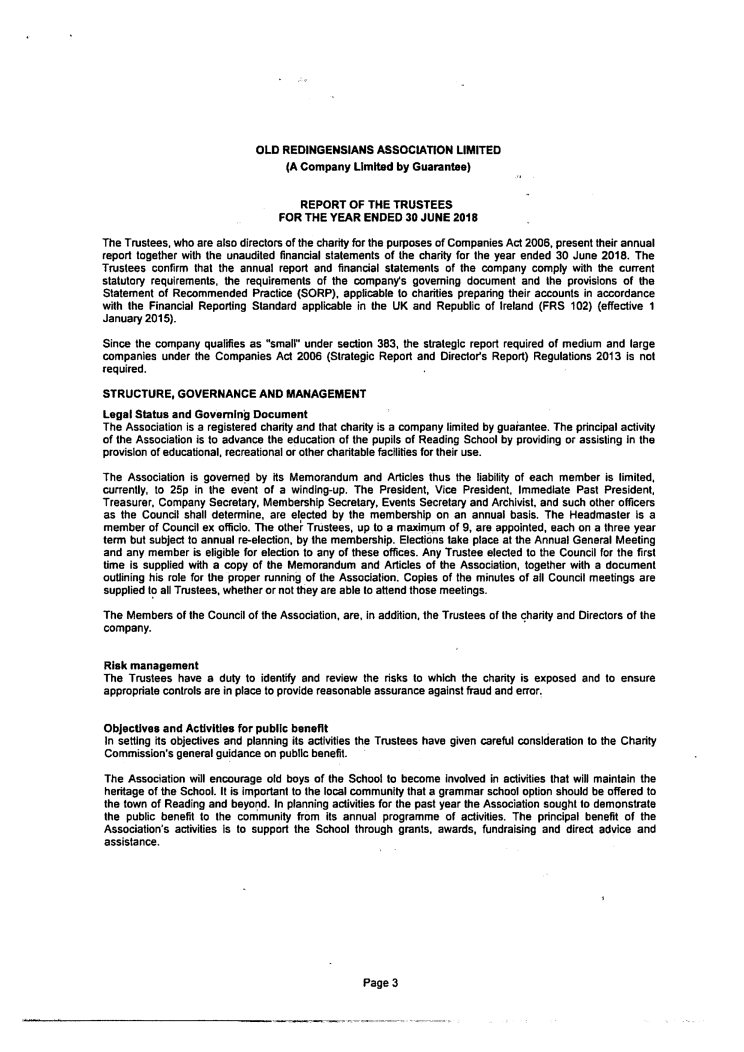 OLD REDINGENSIANS ASSOCIATION LIMITED
(A Company Limited by Guarantee)
REPORT OF THE TRUSTEES
FOR THE YEAR ENDED 30 JUNE 2018
The Trustees, who are also directors of the charity for the purposes of Companies Act 2006, present their annual
report together with the unaudited financial statements of the charity for the year ended 30 June 2018. The
Trustees confirm that the annual report and financial statements of the company comply with the current
statutory requirements, the requirements of the company's governing document and the provisions of the
Statement of Recommended Practice (SORP), applicable to charities preparing their accounts in accordance
with the Financial Reporting Standard applicable in the UK and Republic of Ireland (FRS 102) (effective 1
January 2015).
Since the company qualifies as "small" under section 383, the strategic report required of medium and large
companies under the Companies Act 2006 (Strategic Report and Director's Report) Regulations 2013 is not
required.
STRUCTURE, GOVERNANCE AND MANAGEMENT
Legal Status and Governing Document
The Association is a registered charity and that charity is a company limited by guarantee. The principal activity
of the Association is to advance the education of the pupils of Reading School by providing or assisting in the
provision of educational, recreational or other charitable facilities for their use.
The Association is governed by its Memorandum and Articles thus the liability of each member is limited,
currently, to 25p in the event of a winding-up. The President, Vice President, Immediate Past President,
Treasurer, Company Secretary, Membership Secretary, Events Secretary and Archivist, and such other officers
as the Council shall determine, are elected by the membership on an annual basis. The Headmaster is a
member of Council ex officio. The other Trustees, up to a maximum of 9, are appointed, each on a three year
term but subject to annual re-election, by the membership. Elections take place at the Annual General Meeting
and any member is eligible for election to any of these offices. Any Trustee elected to the Council for the first
time is supplied with a copy of the Memorandum and Articles of the Association, together with a document
outlining his role for the proper running of the Association. Copies of the minutes of all Council meetings are
supplied to all Trustees, whether or not they are able to attend those meetings.
The Members of the Council of the Association, are, in addition, the Trustees of the charity and Directors of the
company.
Risk management
The Trustees have a duty to identify and review the risks to which the charity is exposed and to ensure
appropriate controls are in place to provide reasonable assurance against fraud and error.
Objectives and Activities for public benefit
In setting its objectives and planning its activities the Trustees have given careful consideration to the Charity
Commission's general guidance on public benefit.
The Association will encourage old boys of the School to become involved in activities that will maintain the
heritage of the School. It is important to the local community that a grammar school option should be offered to
the town of Reading and beyond. In planning activities for the past year the Association sought to demonstrate
the public benefit to the community from its annual programme of activities. The principal benefit of the
Association's activities is to support the School through grants, awards, fundraising and direct advice and
assistance.
Page 3